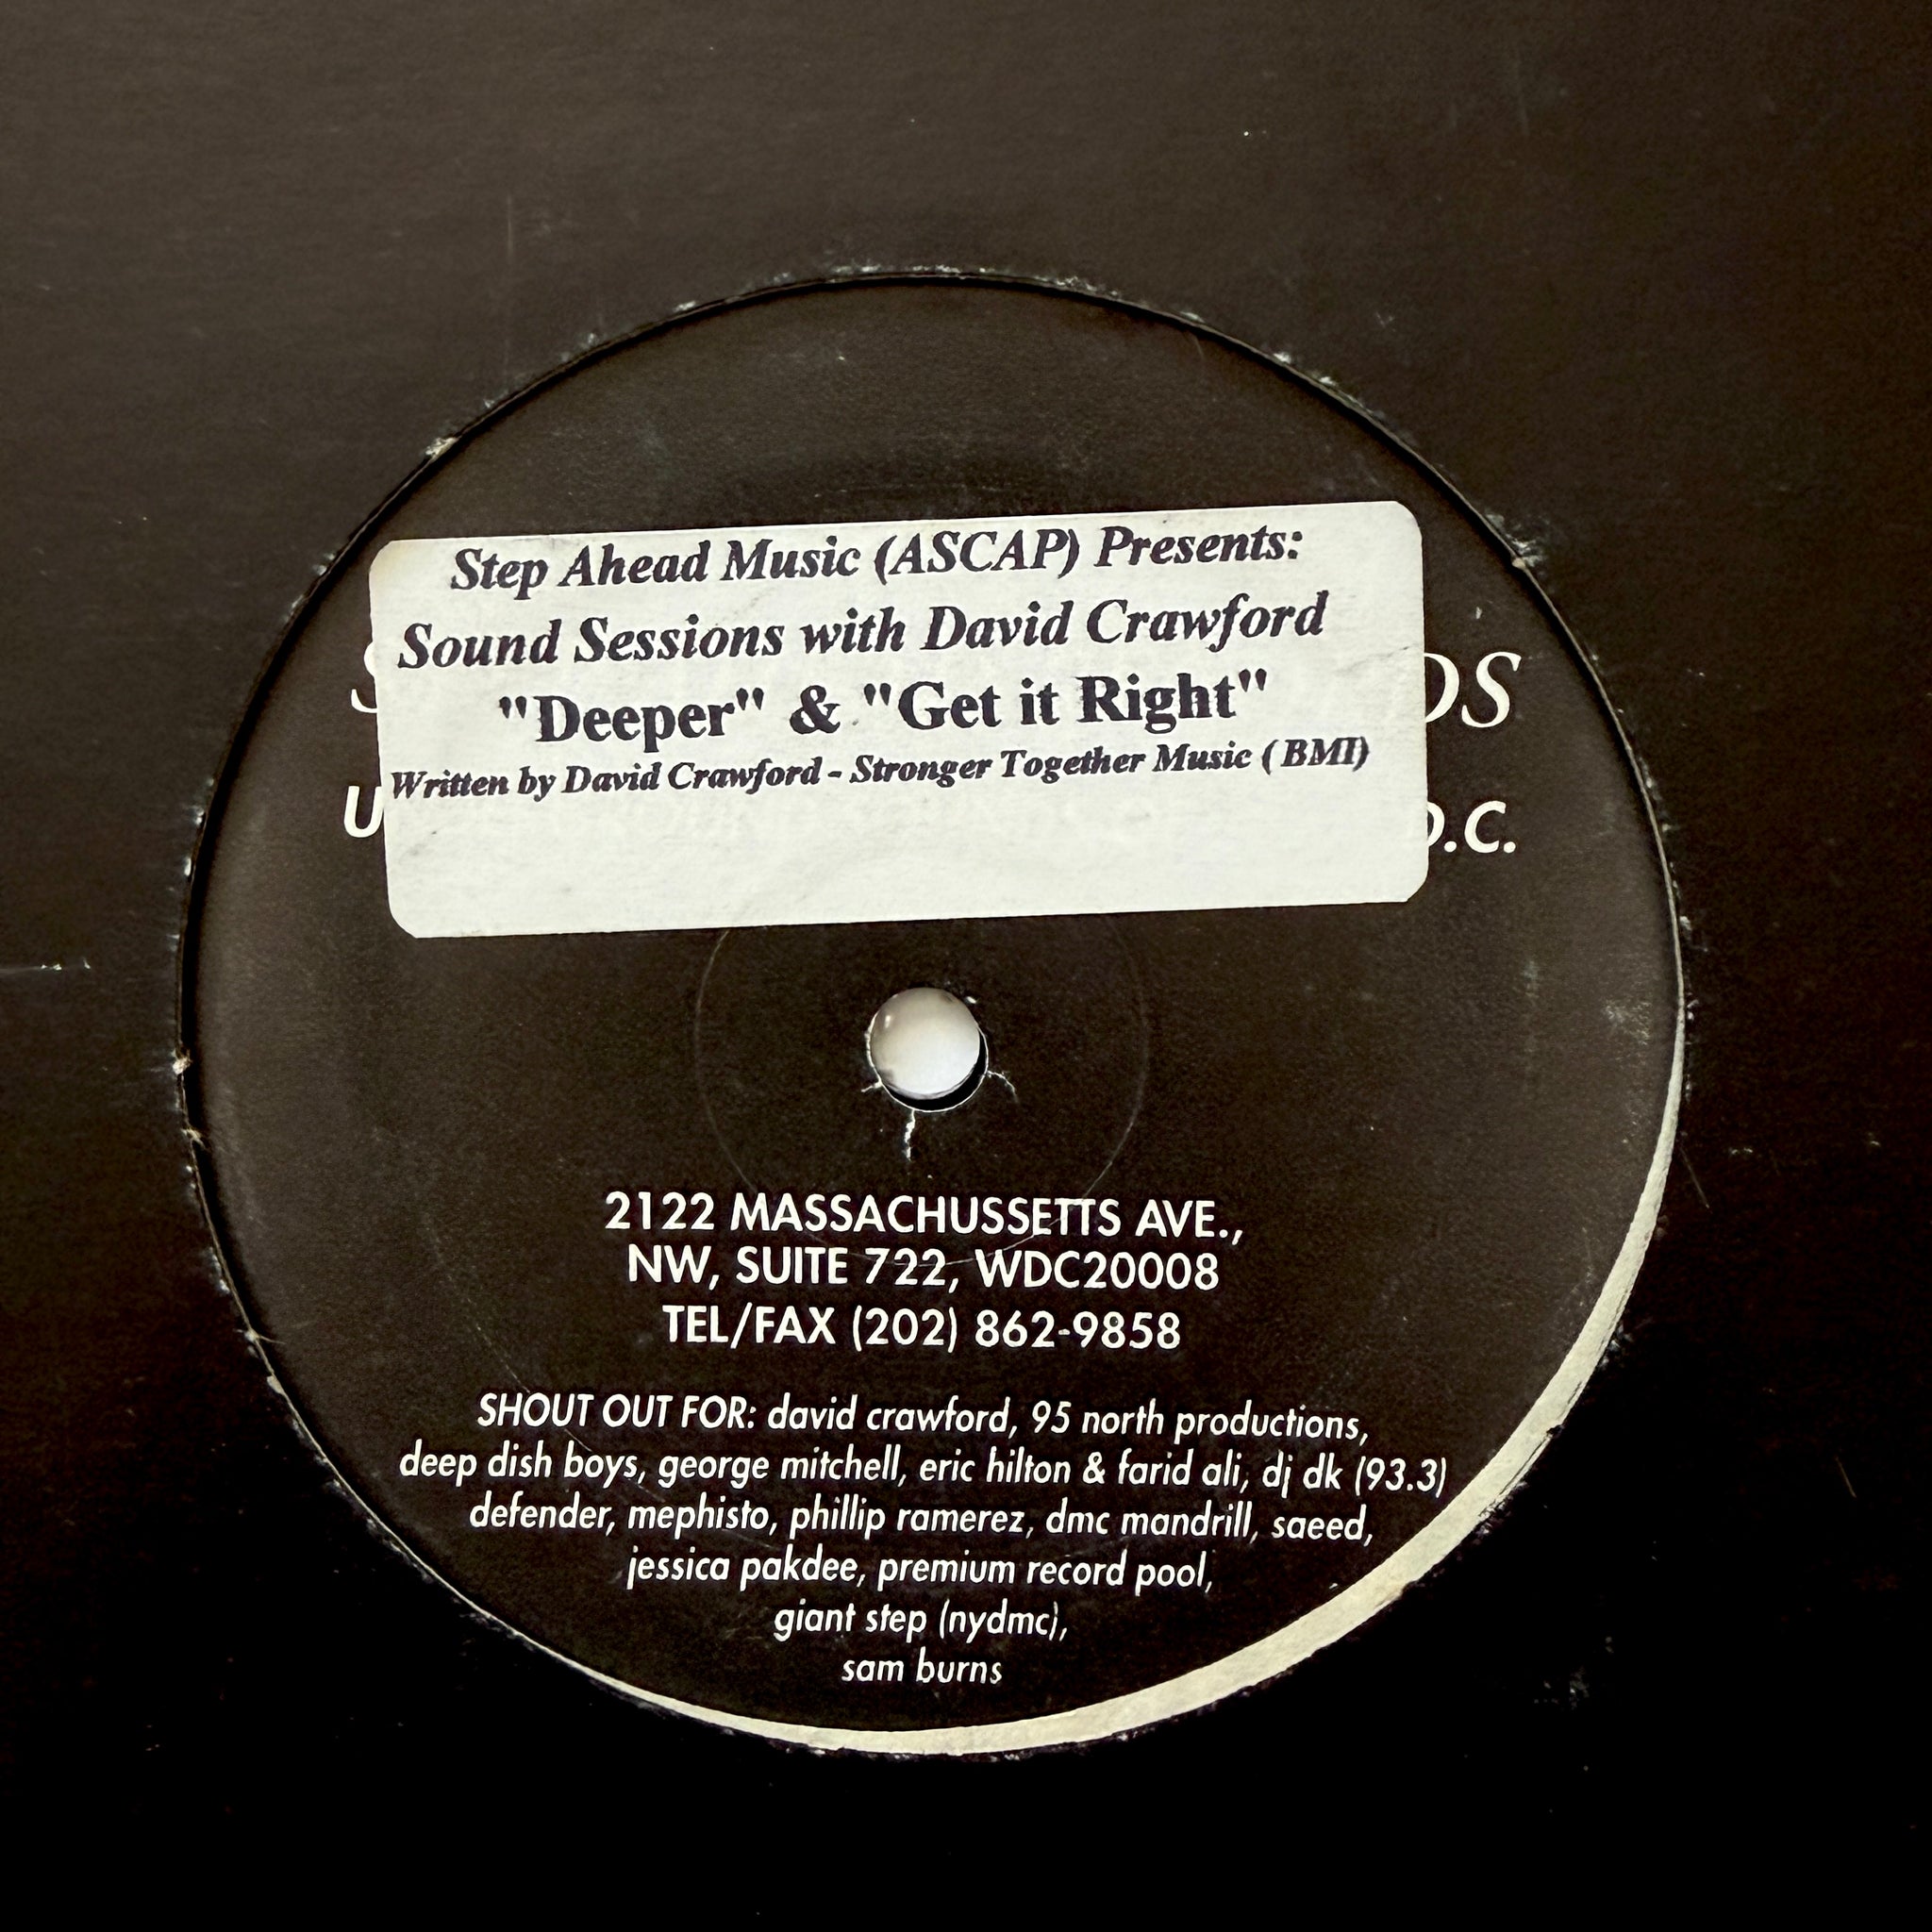 Step Ahead Music (ASCAP) Presents:
Sound Sessions with David Crawford
"Deeper" & "Get it Right"
Written by David Crawford - Stronger Together Music ( BMI)
2122 MASSACHUSSETTS AVE.,
NW, SUITE 722, WDC20008
TEL/FAX (202) 862-9858
SHOUT OUT FOR: david crawford, 95 north productions,
deep dish boys, george mitchell, eric hilton & farid ali, dj dk (93.3)
defender, mephisto, phillip ramerez, dmc mandrill, saeed,
jessica pakdee, premium record pool,
giant step (nydmc),
sam burns